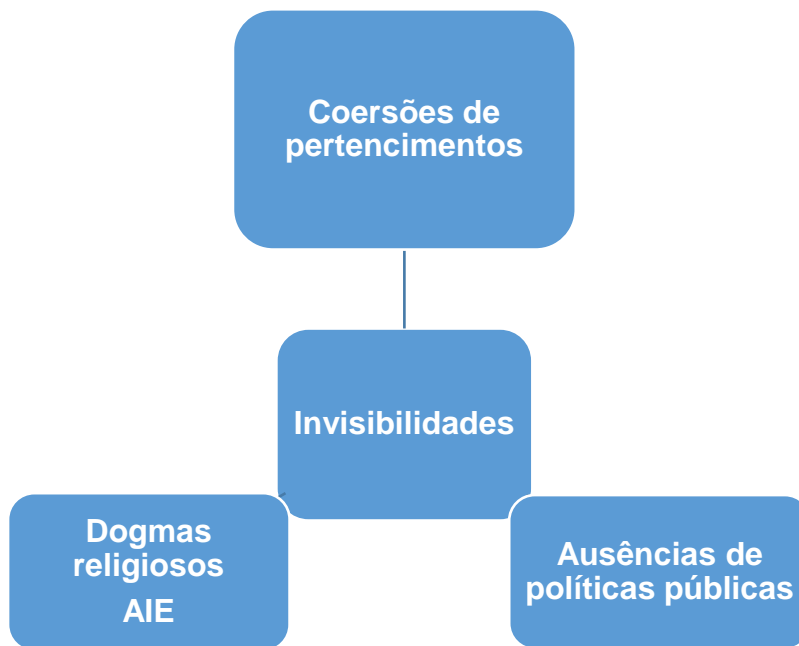 Coersões de
pertencimentos
Invisibilidades
Dogmas
religiosos
AIE
Ausências de
políticas públicas